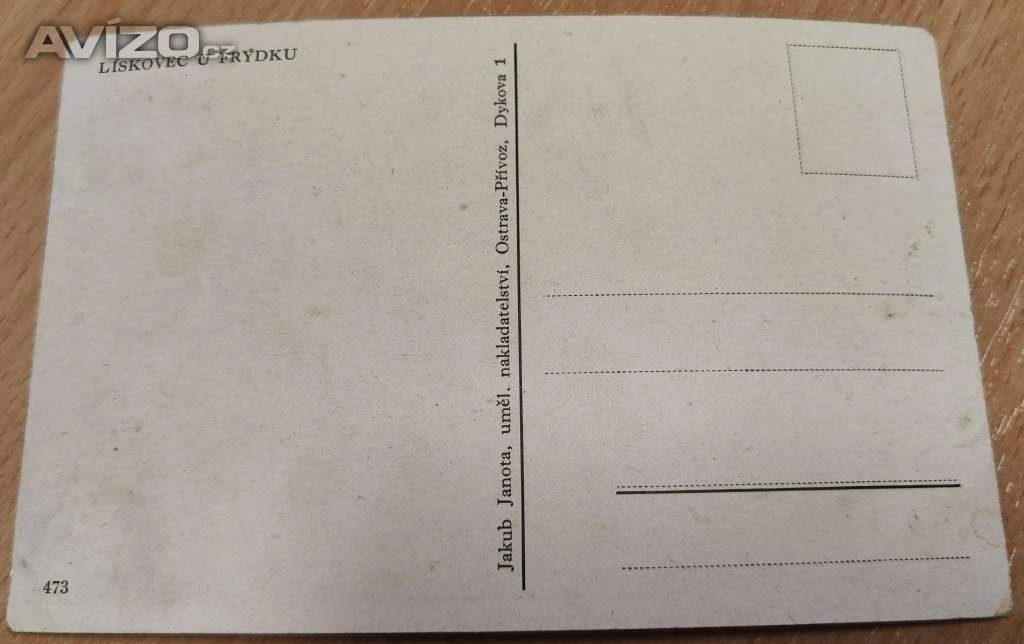 AVÍZO.cz
LÍSKOVEC U FRÝDKU
Jakub Janota, uměl. nakladatelství, Ostrava-Přívoz, Dykova 1
473